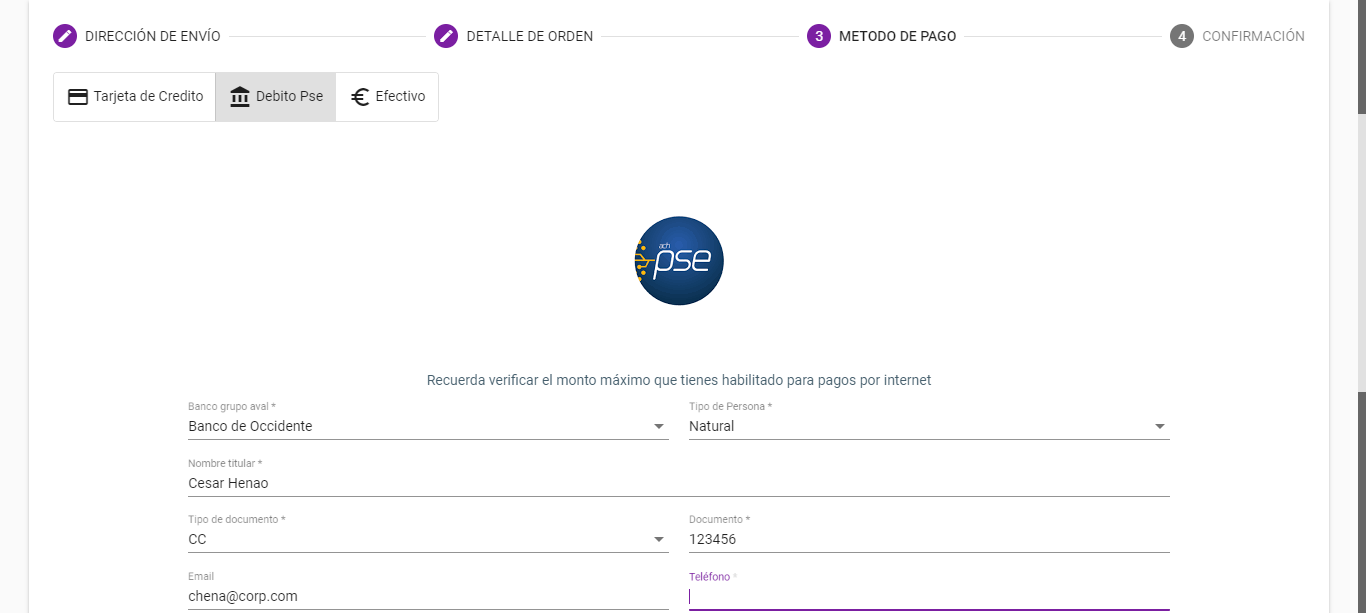 DIRECCIÓN DE ENVÍO DETALLE DE ORDEN 3 METODO DE PAGO 4 CONFIRMACIÓN
Tarjeta de Credito Debito Pse Efectivo
ach
pse
Recuerda verificar el monto máximo que tienes habilitado para pagos por internet
Banco grupo aval * Tipo de Persona *
Banco de Occidente Natural
Nombre titular *
Cesar Henao
Tipo de documento * Documento *
CC 123456
Email Teléfono *
chena@corp.com